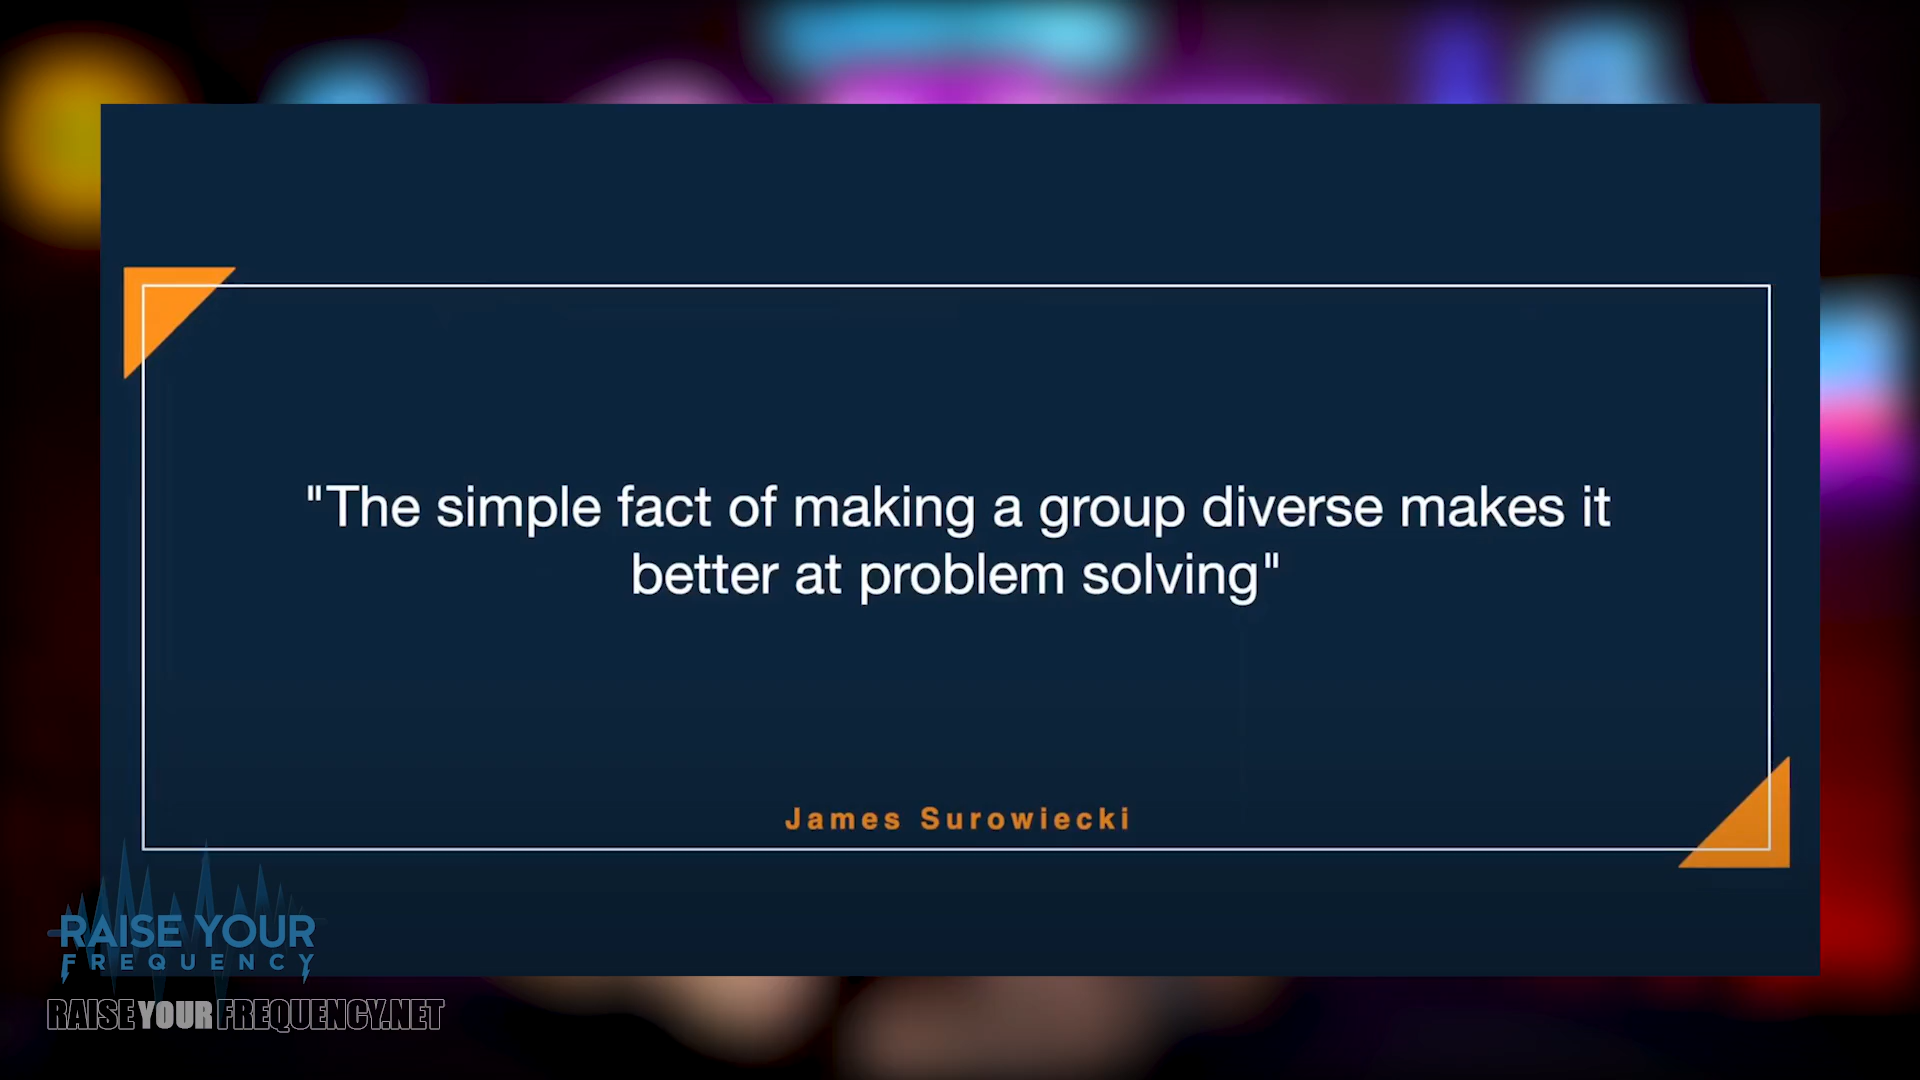 "The simple fact of making a group diverse makes it
better at problem solving"
James Surowiecki
RAISE YOUR
FREQUENCY
RAISEYOURFREQUENCY.NET